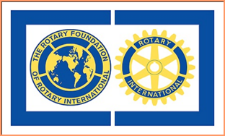 THE ROTARY FOUNDATION
OF ROTARY INTERNATIONAL
ROTARY
INTERNATIONAL